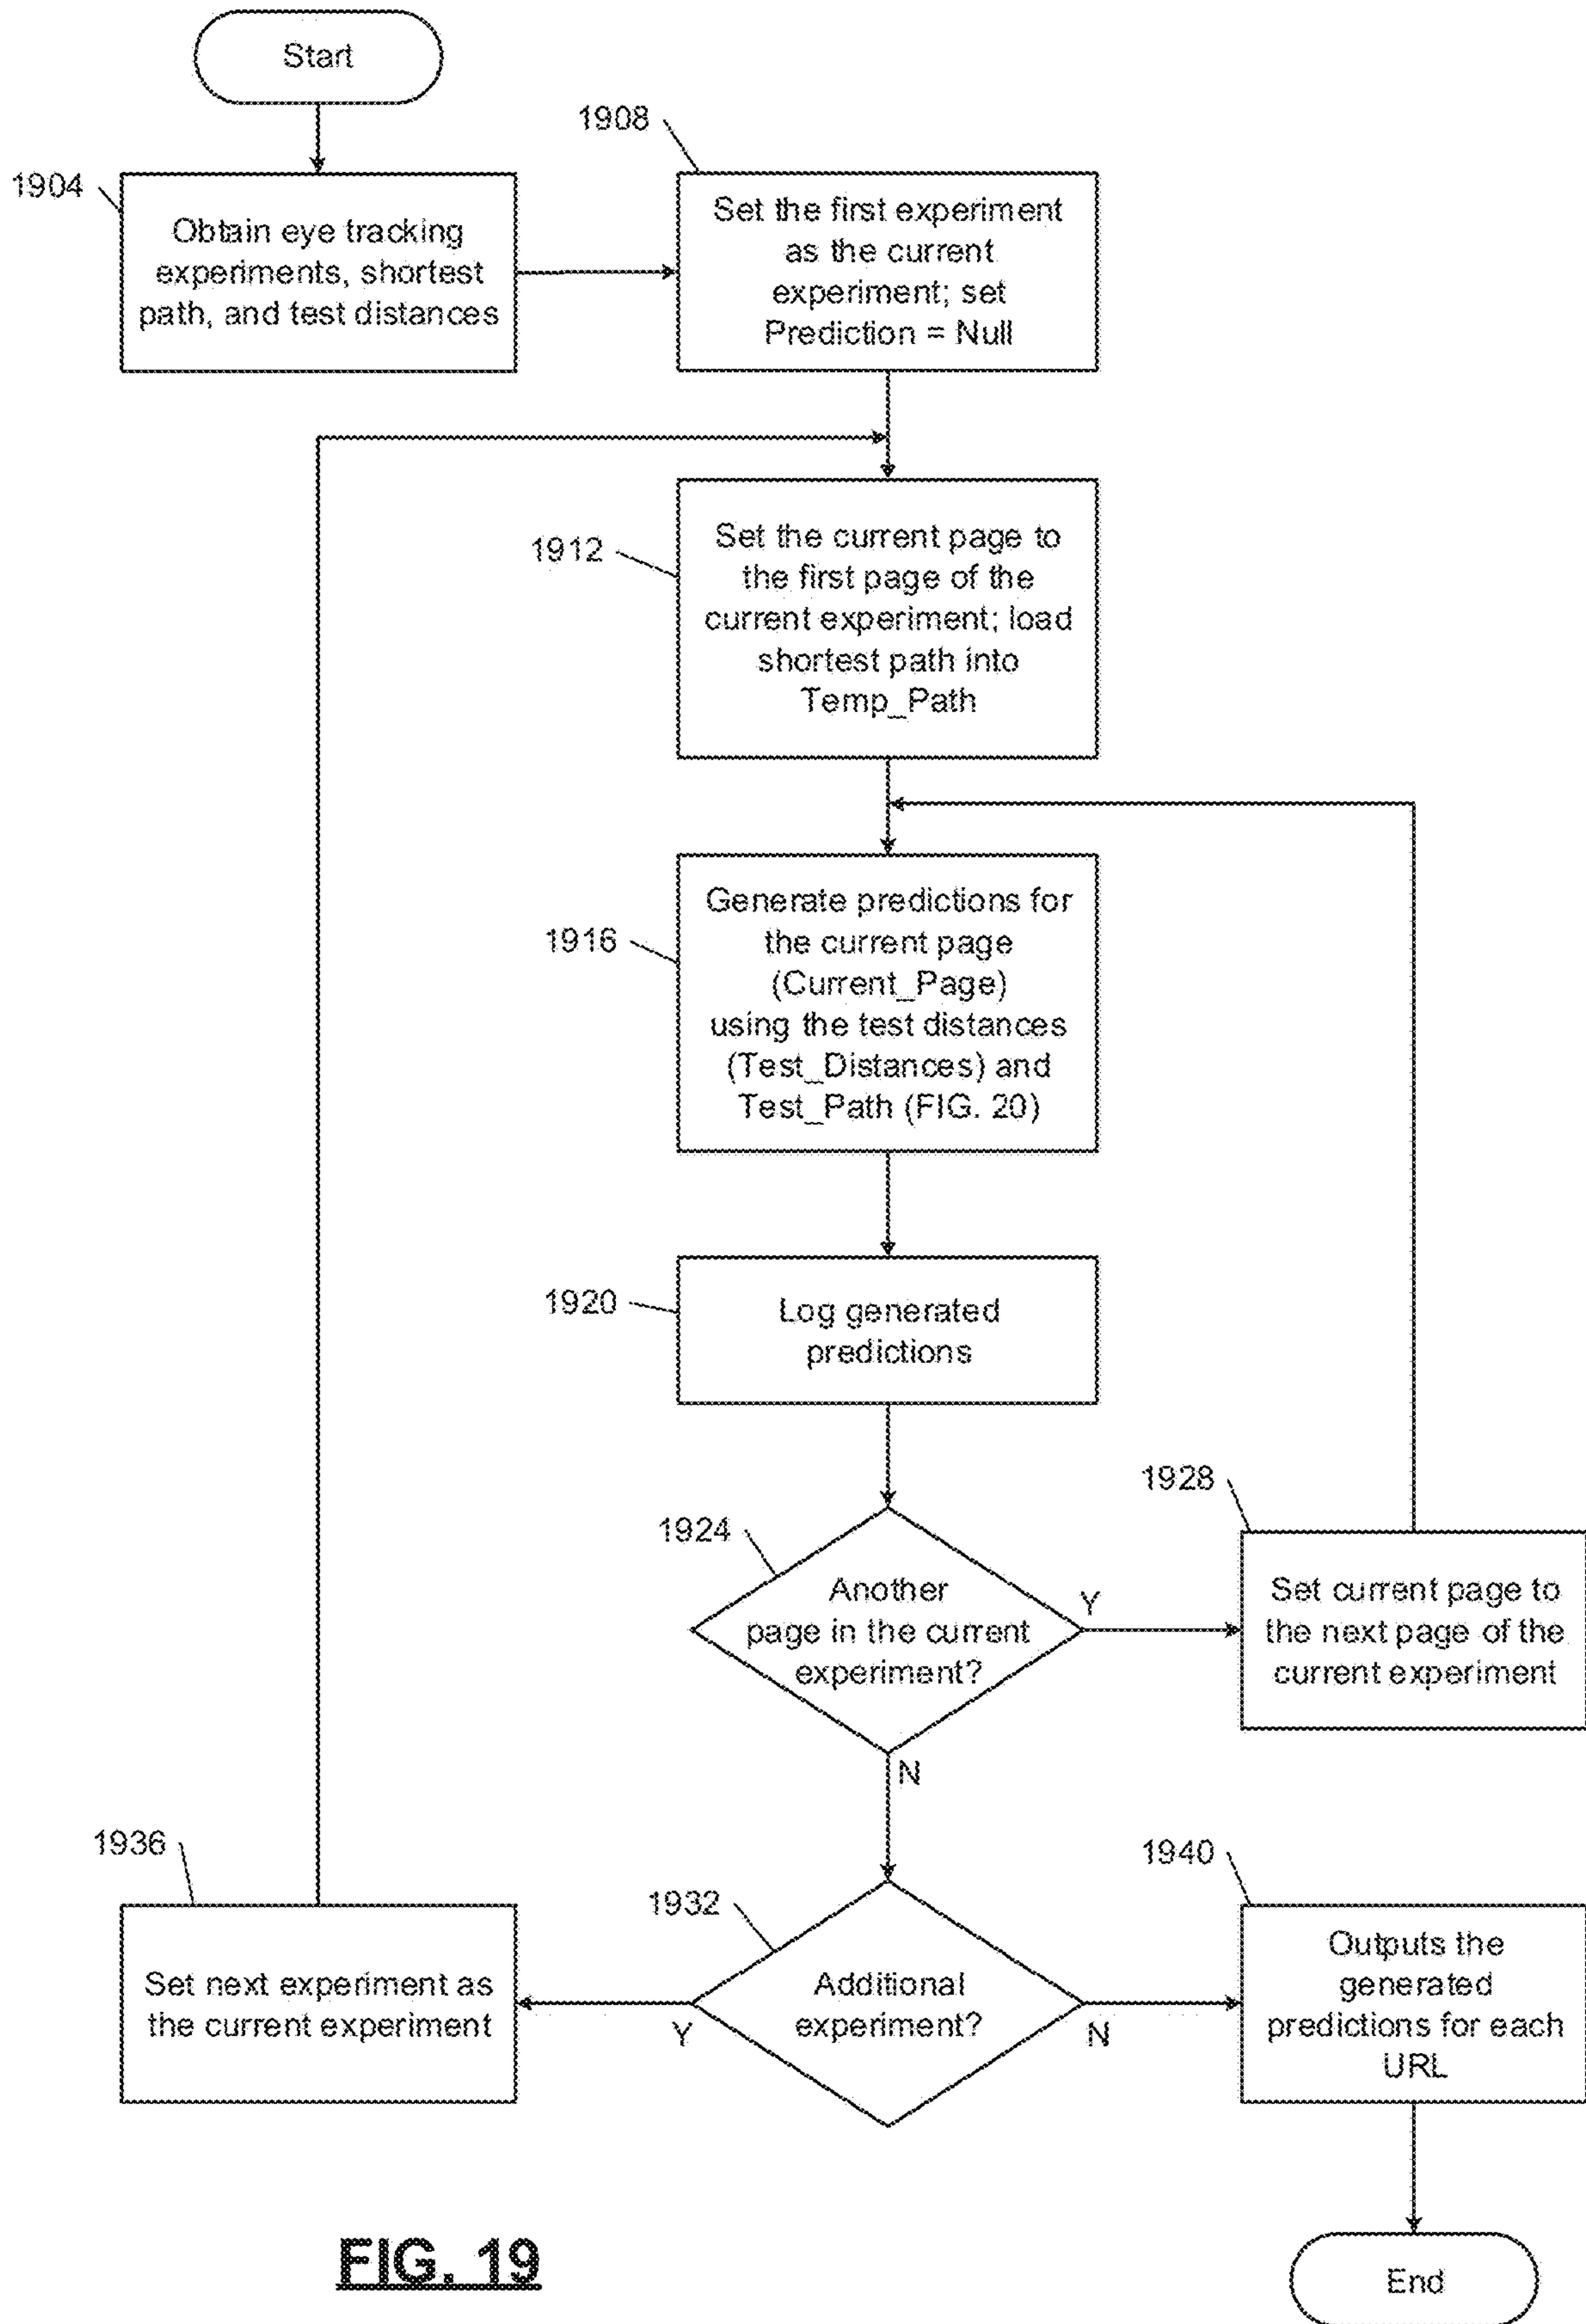 Start
1904
Obtain eye tracking
experiments, shortest
path, and test distances
1908
Set the first experiment
as the current
experiment; set
Prediction = Null
1912
Set the current page to
the first page of the
current experiment; load
shortest path into
Temp_Path
1916
Generate predictions for
the current page
(Current_Page)
using the test distances
(Test_Distances) and
Test_Path (FIG. 20)
1920
Log generated
predictions
1924
Another
page in the current
experiment?
Y
N
1928
Set current page to
the next page of the
current experiment
1932
Additional
experiment?
Y
N
1936
Set next experiment as
the current experiment
1940
Outputs the
generated
predictions for each
URL
End
FIG. 19